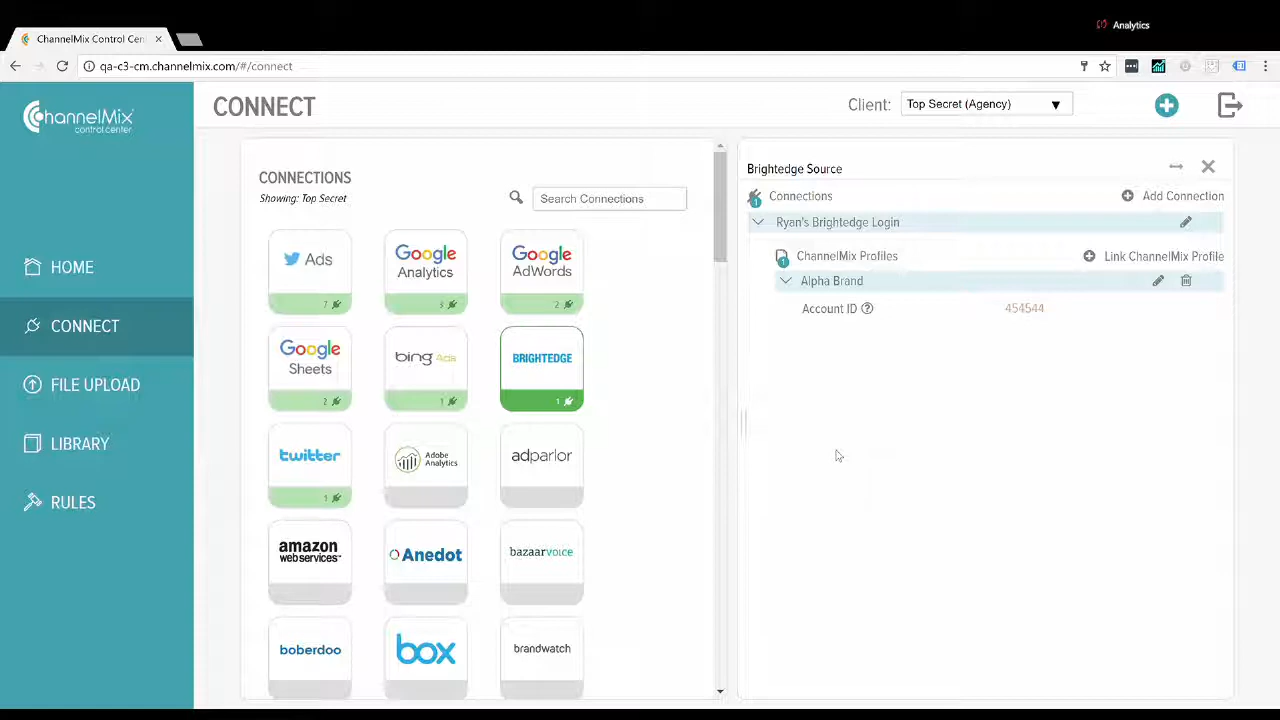 Analytics
ChannelMix Control Cen
qa-c3-cm.channelmix.com/#/connect
channelMix
control.center
CONNECT
Client:
Top Secret (Agency)
HOME
CONNECT
FILE UPLOAD
LIBRARY
RULES
CONNECTIONS
Showing: Top Secret
Search Connections
Ads
7
Google
Analytics
3
Google
AdWords
2
Google
Sheets
2
bing Ads
1
BRIGHTEDGE
1
twitter
1
Adobe
Analytics
adparlor
amazon
webservices™
Anedot
bazaarvoice
boberdoo
box
brandwatch
Brightedge Source
1
Connections
Add Connection
Ryan's Brightedge Login
1
ChannelMix Profiles
Link ChannelMix Profile
Alpha Brand
Account ID ?
454544